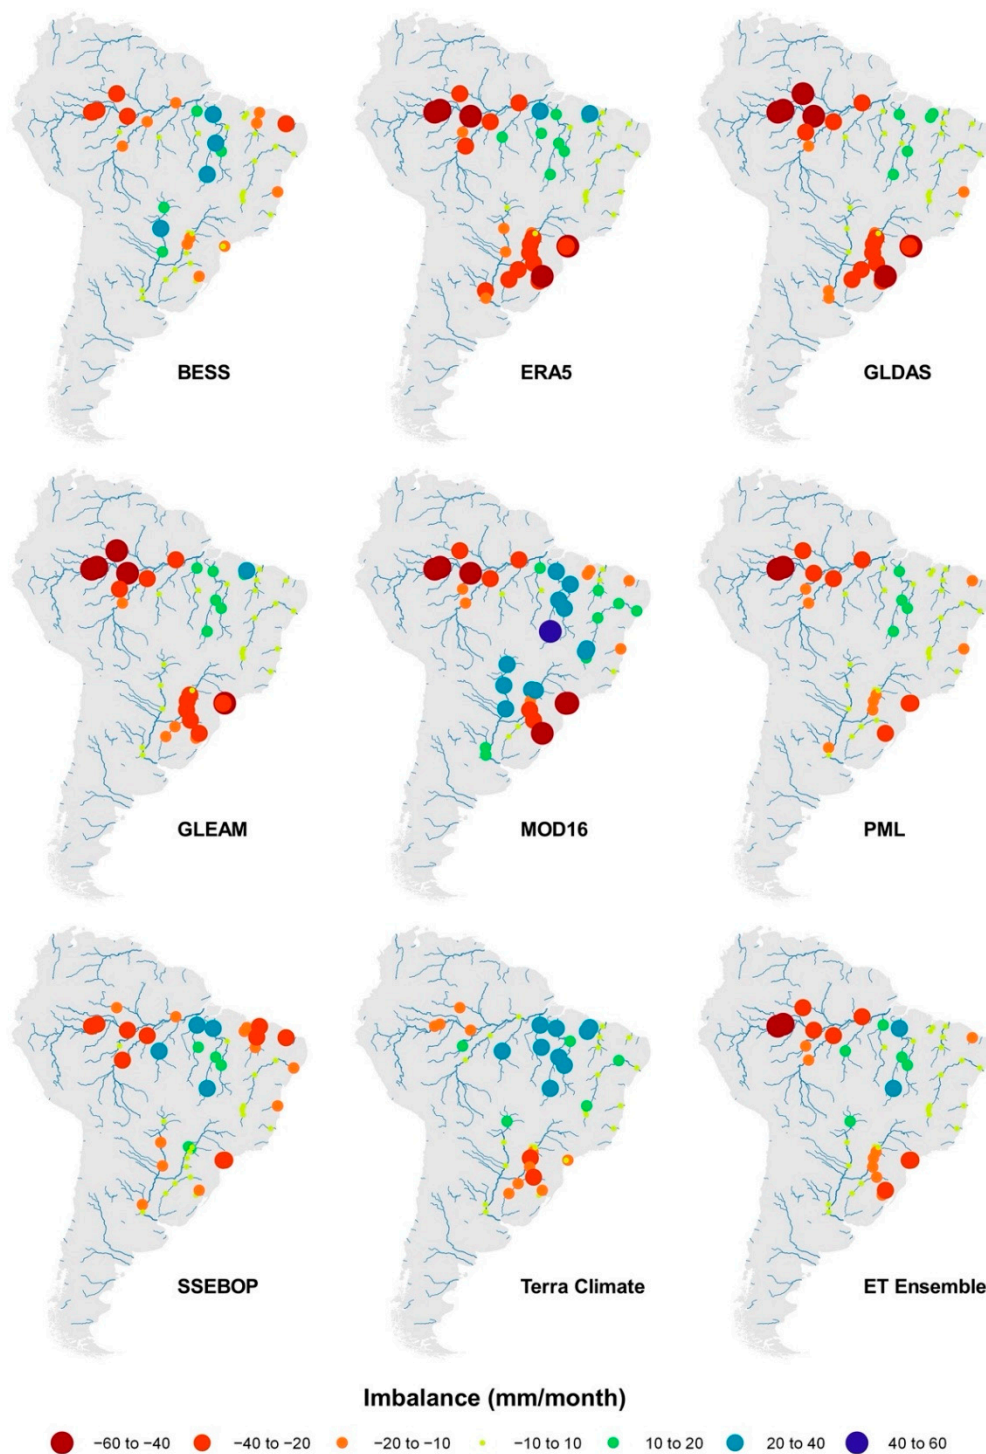 BESS
ERA5
GLDAS
GLEAM
MOD16
PML
SSEBOP
Terra Climate
ET Ensemble
Imbalance (mm/month)
−60 to −40
−40 to −20
−20 to −10
−10 to 10
10 to 20
20 to 40
40 to 60